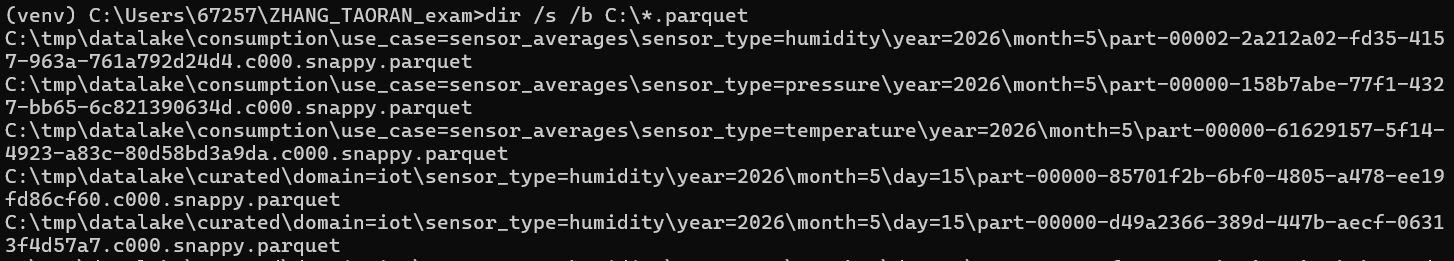 (venv) C:\Users\67257\ZHANG_TAORAN_exam>dir /s /b C:\*.parquet
C:\tmp\datalake\consumption\use_case=sensor_averages\sensor_type=humidity\year=2026\month=5\part-00002-2a212a02-fd35-415
7-963a-761a792d24d4.c000.snappy.parquet
C:\tmp\datalake\consumption\use_case=sensor_averages\sensor_type=pressure\year=2026\month=5\part-00000-158b7abe-77f1-432
7-bb65-6c821390634d.c000.snappy.parquet
C:\tmp\datalake\consumption\use_case=sensor_averages\sensor_type=temperature\year=2026\month=5\part-00000-61629157-5f14-
4923-a83c-80d58bd3a9da.c000.snappy.parquet
C:\tmp\datalake\curated\domain=iot\sensor_type=humidity\year=2026\month=5\day=15\part-00000-85701f2b-6bf0-4805-a478-ee19
fd86cf60.c000.snappy.parquet
C:\tmp\datalake\curated\domain=iot\sensor_type=humidity\year=2026\month=5\day=15\part-00000-d49a2366-389d-447b-aecf-0631
3f4d57a7.c000.snappy.parquet